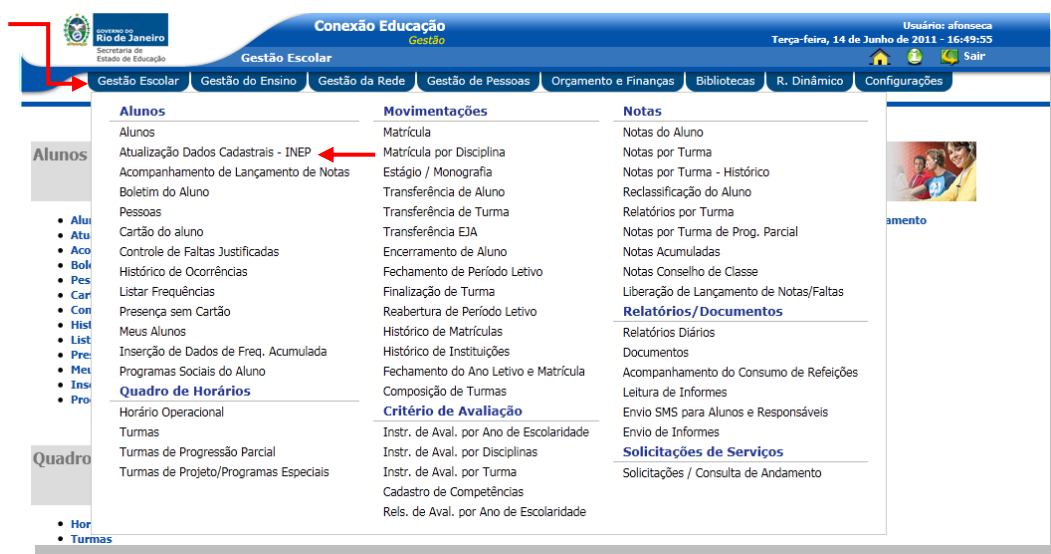 GOVERNO DO
Rio de Janeiro
Secretaria de
Estado de Educação
Conexão Educação
Gestão
Usuário: afonseca
Terça-feira, 14 de Junho de 2011 - 16:49:55
Gestão Escolar
Sair
Gestão Escolar
Gestão do Ensino
Gestão da Rede
Gestão de Pessoas
Orçamento e Finanças
Bibliotecas
R. Dinâmico
Configurações
Alunos
Alunos
Atualização Dados Cadastrais - INEP
Acompanhamento de Lançamento de Notas
Boletim do Aluno
Pessoas
Cartão do aluno
Controle de Faltas Justificadas
Histórico de Ocorrências
Listar Frequências
Presença sem Cartão
Meus Alunos
Inserção de Dados de Freq. Acumulada
Programas Sociais do Aluno
Quadro de Horários
Horário Operacional
Turmas
Turmas de Progressão Parcial
Turmas de Projeto/Programas Especiais
Movimentações
Matrícula
Matrícula por Disciplina
Estágio / Monografia
Transferência de Aluno
Transferência de Turma
Transferência EJA
Encerramento de Aluno
Fechamento de Período Letivo
Finalização de Turma
Reabertura de Período Letivo
Histórico de Matrículas
Histórico de Instituições
Fechamento do Ano Letivo e Matrícula
Composição de Turmas
Critério de Avaliação
Instr. de Aval. por Ano de Escolaridade
Instr. de Aval. por Disciplinas
Instr. de Aval. por Turma
Cadastro de Competências
Rels. de Aval. por Ano de Escolaridade
Notas
Notas do Aluno
Notas por Turma
Notas por Turma - Histórico
Reclassificação do Aluno
Relatórios por Turma
Notas por Turma de Prog. Parcial
Notas Acumuladas
Notas Conselho de Classe
Liberação de Lançamento de Notas/Faltas
Relatórios/Documentos
Relatórios Diários
Documentos
Acompanhamento do Consumo de Refeições
Leitura de Informes
Envio SMS para Alunos e Responsáveis
Envio de Informes
Solicitações de Serviços
Solicitações / Consulta de Andamento
Alunos
Quadro
Turmas